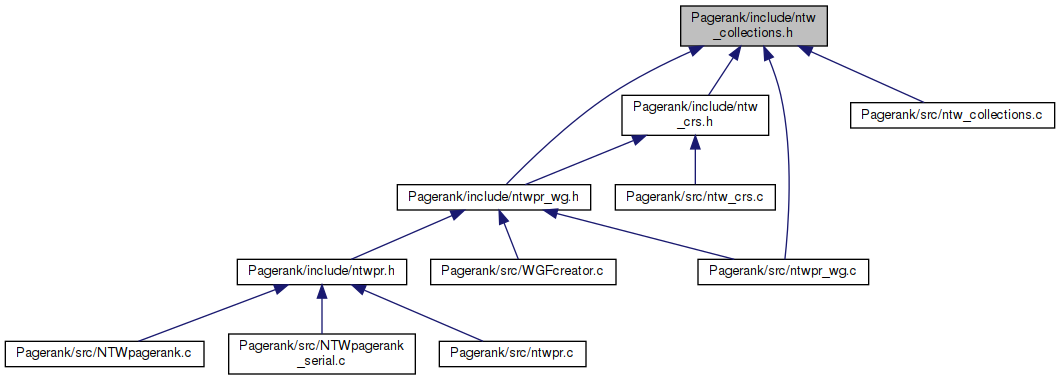 Pagerank/include/ntw
_collections.h
Pagerank/include/ntw
_crs.h
Pagerank/src/ntw_collections.c
Pagerank/include/ntwpr_wg.h
Pagerank/src/ntw_crs.c
Pagerank/include/ntwpr.h
Pagerank/src/WGFcreator.c
Pagerank/src/ntwpr_wg.c
Pagerank/src/NTWpagerank.c
Pagerank/src/NTWpagerank
_serial.c
Pagerank/src/ntwpr.c